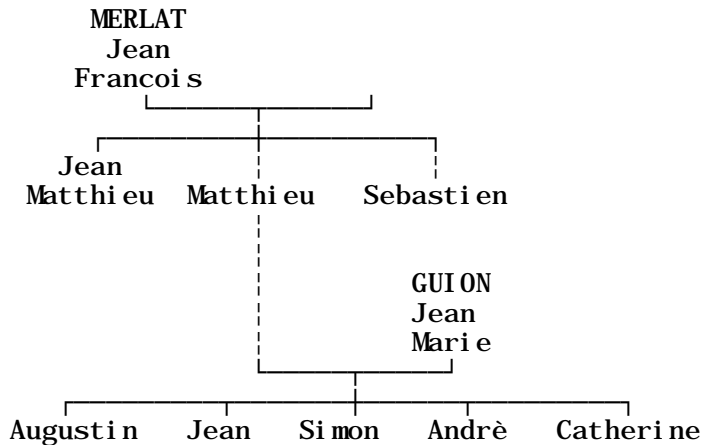 MERLAT
Jean
Francois
Jean
Matthieu Matthieu Sebastien
GUION
Jean
Marie
Augustin Jean Simon Andrè Catherine